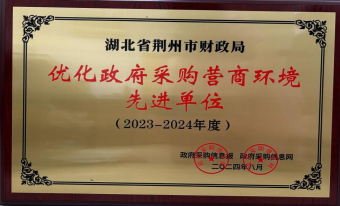 湖北省荆州市财政局
优化政府采购营商环境
先进单位
(2023-2024年度)
政府采购信息报 政府采购信息网
二〇二四年八月